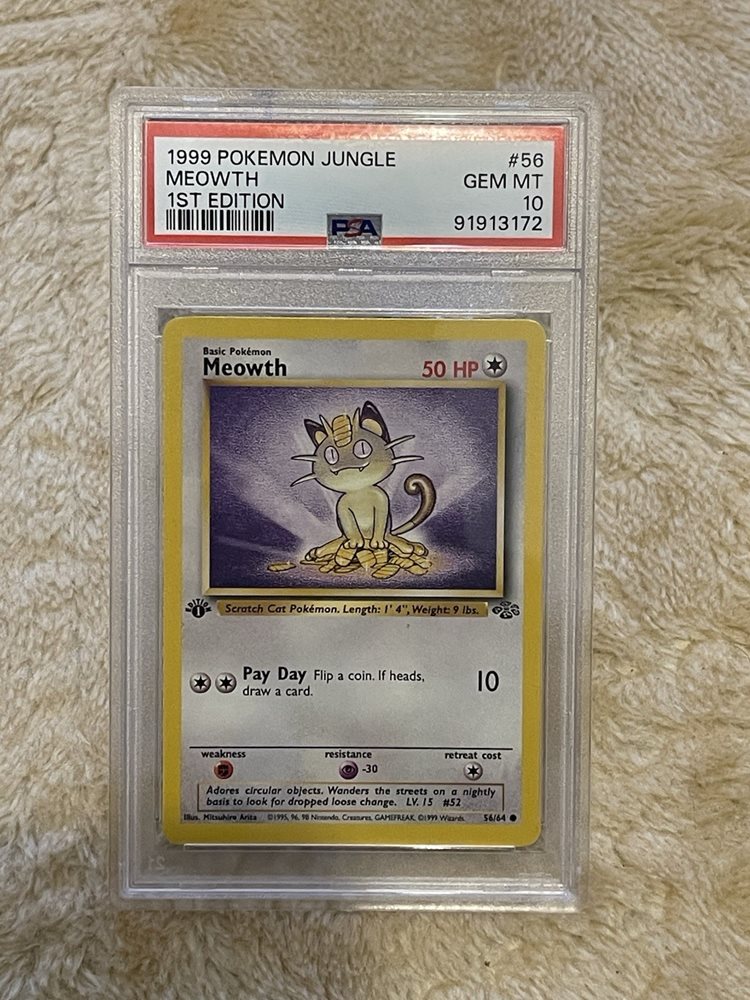 1999 POKEMON JUNGLE #56
MEOWTH GEM MT
1ST EDITION 10
91913172
PSA
Basic Pokémon
Meowth 50 HP
EDITION
1
Scratch Cat Pokémon. Length: 1' 4", Weight: 9 lbs.
Pay Day Flip a coin. If heads,
draw a card.
10
weakness resistance retreat cost
-30
Adores circular objects. Wanders the streets on a nightly
basis to look for dropped loose change. LV. 15 #52
Illus. Mitsuhiro Arita ©1995, 96, 98 Nintendo, Creatures, GAMEFREAK. ©1999 Wizards. 56/64